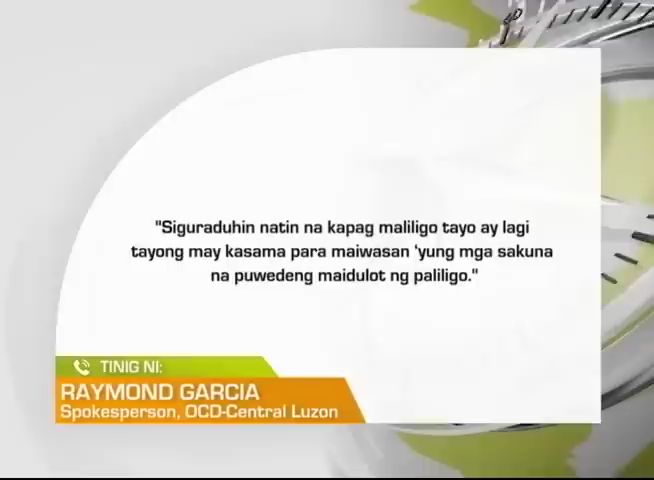 "Siguraduhin natin na kapag maliligo tayo ay lagi
tayong may kasama para maiwasan 'yung mga sakuna
na puwedeng maidulot ng paliligo."
TINIG NI:
RAYMOND GARCIA
Spokesperson, OCD-Central Luzon